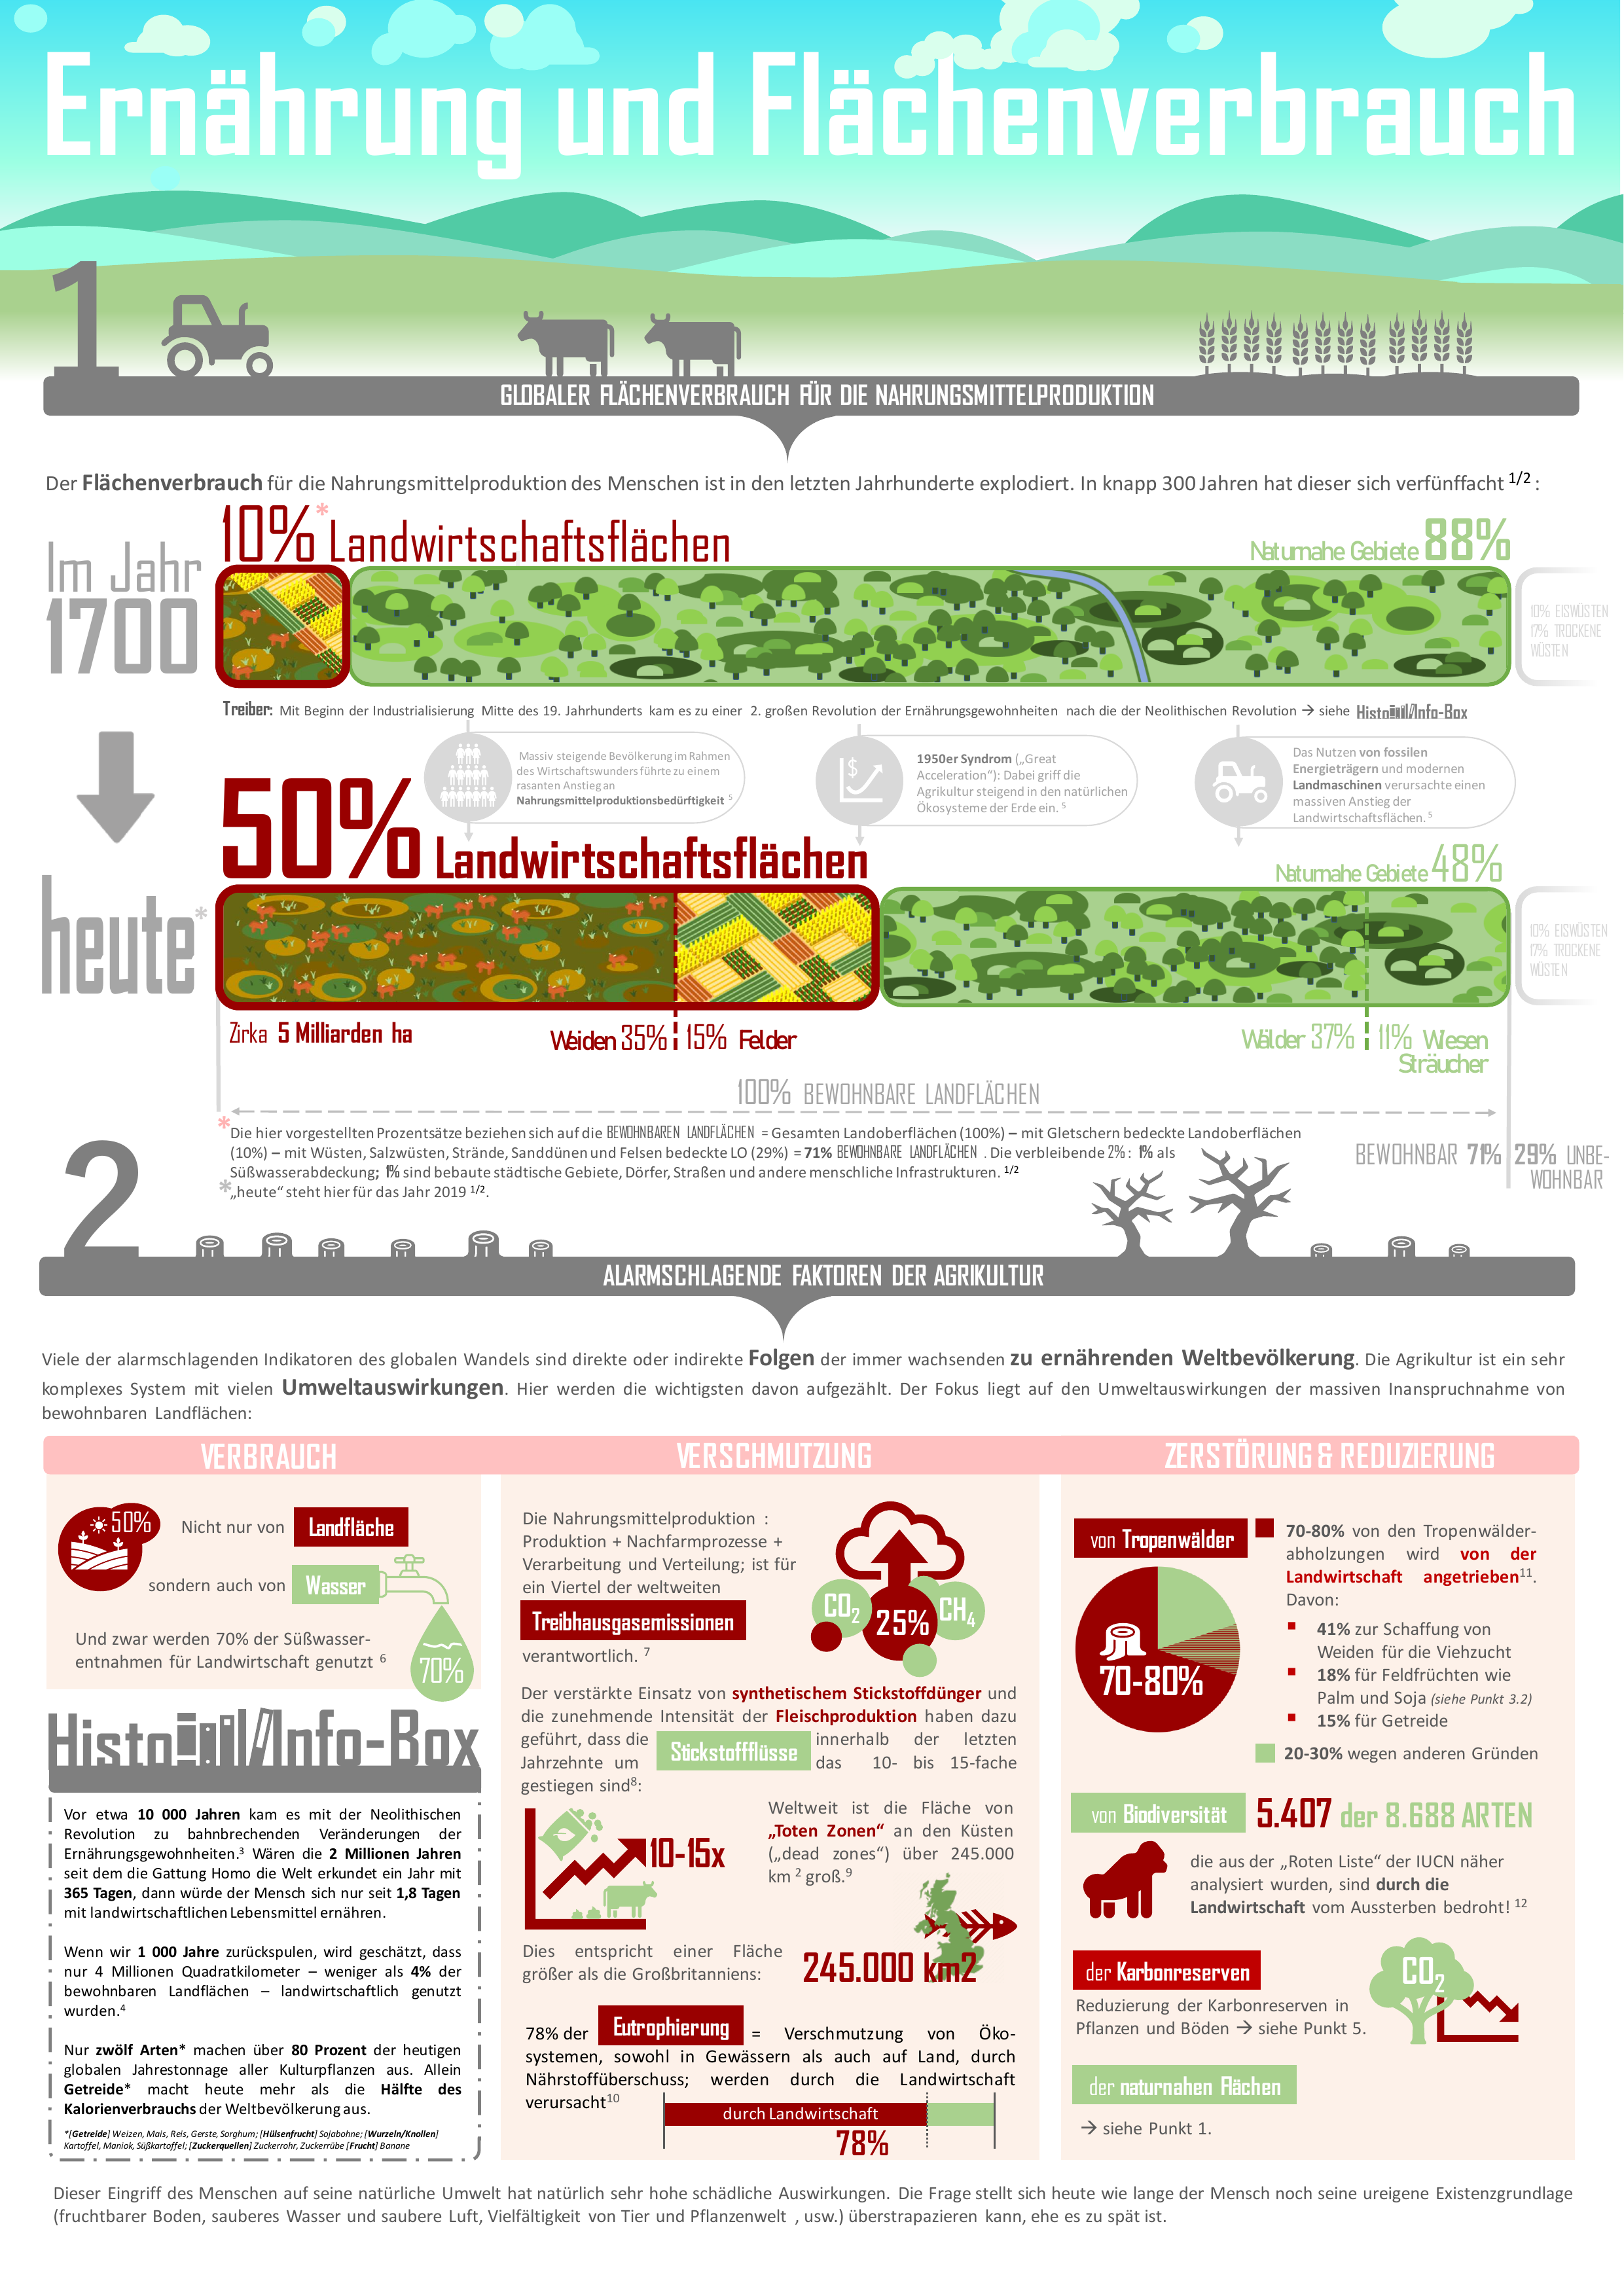 Ernährung und Flächenverbrauch
1
GLOBALER FLÄCHENVERBRAUCH FÜR DIE NAHRUNGSMITTELPRODUKTION
Der Flächenverbrauch für die Nahrungsmittelproduktion des Menschen ist in den letzten Jahrhunderte explodiert. In knapp 300 Jahren hat dieser sich verfünffacht 1/2 :
Im Jahr
1700
10%* Landwirtschaftsflächen
Naturnahe Gebiete 88%
10% EISWÜSTEN
17% TROCKENE
WÜSTEN
Treiber: Mit Beginn der Industrialisierung Mitte des 19. Jahrhunderts kam es zu einer 2. großen Revolution der Ernährungsgewohnheiten nach die der Neolithischen Revolution → siehe Histo Info-Box
Massiv steigende Bevölkerung im Rahmen
des Wirtschaftswunders führte zu einem
rasanten Anstieg an
Nahrungsmittelproduktionsbedürftigkeit 5
$
1950er Syndrom („Great
Acceleration“): Dabei griff die
Agrikultur steigend in den natürlichen
Ökosysteme der Erde ein. 5
Das Nutzen von fossilen
Energieträgern und modernen
Landmaschinen verursachte einen
massiven Anstieg der
Landwirtschaftsflächen. 5
heute*
50% Landwirtschaftsflächen
Naturnahe Gebiete 48%
10% EISWÜSTEN
17% TROCKENE
WÜSTEN
Zirka 5 Milliarden ha
Weiden 35% 15% Felder
Wälder 37% 11% Wiesen
Sträucher
100% BEWOHNBARE LANDFLÄCHEN
*Die hier vorgestellten Prozentsätze beziehen sich auf die BEWOHNBAREN LANDFLÄCHEN = Gesamten Landoberflächen (100%) – mit Gletschern bedeckte Landoberflächen
(10%) – mit Wüsten, Salzwüsten, Strände, Sanddünen und Felsen bedeckte LO (29%) = 71% BEWOHNBARE LANDFLÄCHEN . Die verbleibende 2% : 1% als
Süßwasserabdeckung; 1% sind bebaute städtische Gebiete, Dörfer, Straßen und andere menschliche Infrastrukturen. 1/2
*„heute“ steht hier für das Jahr 2019 1/2.
BEWOHNBAR 71% 29% UNBE-
WOHNBAR
2
ALARMSCHLAGENDE FAKTOREN DER AGRIKULTUR
Viele der alarmschlagenden Indikatoren des globalen Wandels sind direkte oder indirekte Folgen der immer wachsenden zu ernährenden Weltbevölkerung. Die Agrikultur ist ein sehr
komplexes System mit vielen Umweltauswirkungen. Hier werden die wichtigsten davon aufgezählt. Der Fokus liegt auf den Umweltauswirkungen der massiven Inanspruchnahme von
bewohnbaren Landflächen:
VERBRAUCH
50%
Nicht nur von Landfläche
sondern auch von Wasser
Und zwar werden 70% der Süßwasser-
entnahmen für Landwirtschaft genutzt 6
70%
Histo Info-Box
Vor etwa 10 000 Jahren kam es mit der Neolithischen
Revolution zu bahnbrechenden Veränderungen der
Ernährungsgewohnheiten.3 Wären die 2 Millionen Jahren
seit dem die Gattung Homo die Welt erkundet ein Jahr mit
365 Tagen, dann würde der Mensch sich nur seit 1,8 Tagen
mit landwirtschaftlichen Lebensmittel ernähren.
Wenn wir 1 000 Jahre zurückspulen, wird geschätzt, dass
nur 4 Millionen Quadratkilometer – weniger als 4% der
bewohnbaren Landflächen – landwirtschaftlich genutzt
wurden.4
Nur zwölf Arten* machen über 80 Prozent der heutigen
globalen Jahrestonnage aller Kulturpflanzen aus. Allein
Getreide* macht heute mehr als die Hälfte des
Kalorienverbrauchs der Weltbevölkerung aus.
*[Getreide] Weizen, Mais, Reis, Gerste, Sorghum; [Hülsenfrucht] Sojabohne; [Wurzeln/Knollen]
Kartoffel, Maniok, Süßkartoffel; [Zuckerquellen] Zuckerrohr, Zuckerrübe [Frucht] Banane
VERSCHMUTZUNG
Die Nahrungsmittelproduktion :
Produktion + Nachfarmprozesse +
Verarbeitung und Verteilung; ist für
ein Viertel der weltweiten
Treibhausgasemissionen
verantwortlich. 7
CO2 25% CH4
Der verstärkte Einsatz von synthetischem Stickstoffdünger und
die zunehmende Intensität der Fleischproduktion haben dazu
geführt, dass die Stickstoffflüsse innerhalb der letzten
Jahrzehnte um das 10- bis 15-fache
gestiegen sind8:
10-15x
Weltweit ist die Fläche von
„Toten Zonen“ an den Küsten
(„dead zones“) über 245.000
km 2 groß.9
Dies entspricht einer Fläche
größer als die Großbritanniens:
245.000 km2
78% der Eutrophierung = Verschmutzung von Öko-
systemen, sowohl in Gewässern als auch auf Land, durch
Nährstoffüberschuss; werden durch die Landwirtschaft
verursacht10
durch Landwirtschaft
78%
ZERSTÖRUNG & REDUZIERUNG
von Tropenwälder
70-80%
70-80% von den Tropenwälder-
abholzungen wird von der
Landwirtschaft angetrieben11.
Davon:
41% zur Schaffung von
Weiden für die Viehzucht
18% für Feldfrüchten wie
Palm und Soja (siehe Punkt 3.2)
15% für Getreide
20-30% wegen anderen Gründen
von Biodiversität
5.407 der 8.688 ARTEN
die aus der „Roten Liste“ der IUCN näher
analysiert wurden, sind durch die
Landwirtschaft vom Aussterben bedroht! 12
der Karbonreserven
Reduzierung der Karbonreserven in
Pflanzen und Böden → siehe Punkt 5.
CO2
der naturnahen Flächen
→ siehe Punkt 1.
Dieser Eingriff des Menschen auf seine natürliche Umwelt hat natürlich sehr hohe schädliche Auswirkungen. Die Frage stellt sich heute wie lange der Mensch noch seine ureigene Existenzgrundlage
(fruchtbarer Boden, sauberes Wasser und saubere Luft, Vielfältigkeit von Tier und Pflanzenwelt , usw.) überstrapazieren kann, ehe es zu spät ist.